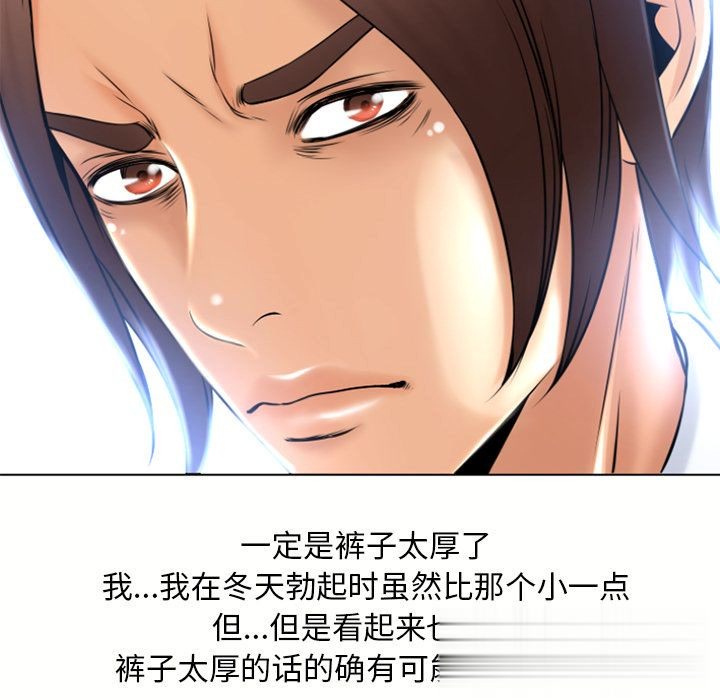 一定是裤子太厚了
我...我在冬天勃起时虽然比那个小一点
但...但是看起来
裤子太厚的话的确有可